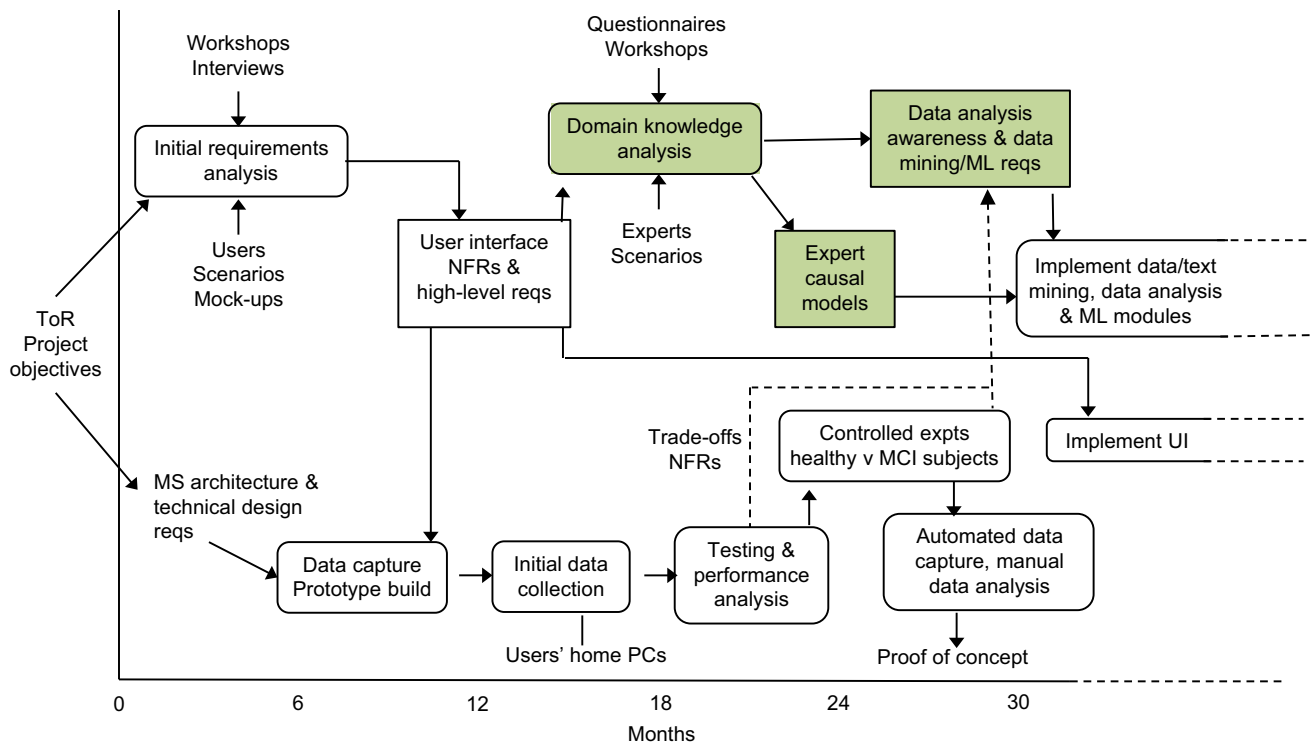 Questionnaires
Workshops
Workshops
Interviews
Initial requirements
analysis
Users
Scenarios
Mock-ups
Domain knowledge
analysis
Experts
Scenarios
Data analysis
awareness & data
mining/ML reqs
User interface
NFRs &
high-level reqs
Expert
causal
models
Implement data/text
mining, data analysis
& ML modules
ToR
Project
objectives
Trade-offs
NFRs
Controlled expts
healthy v MCI subjects
Implement UI
MS architecture &
technical design
reqs
Data capture
Prototype build
Initial data
collection
Users' home PCs
Testing &
performance
analysis
Automated data
capture, manual
data analysis
Proof of concept
0 6 12 18 24 30
Months